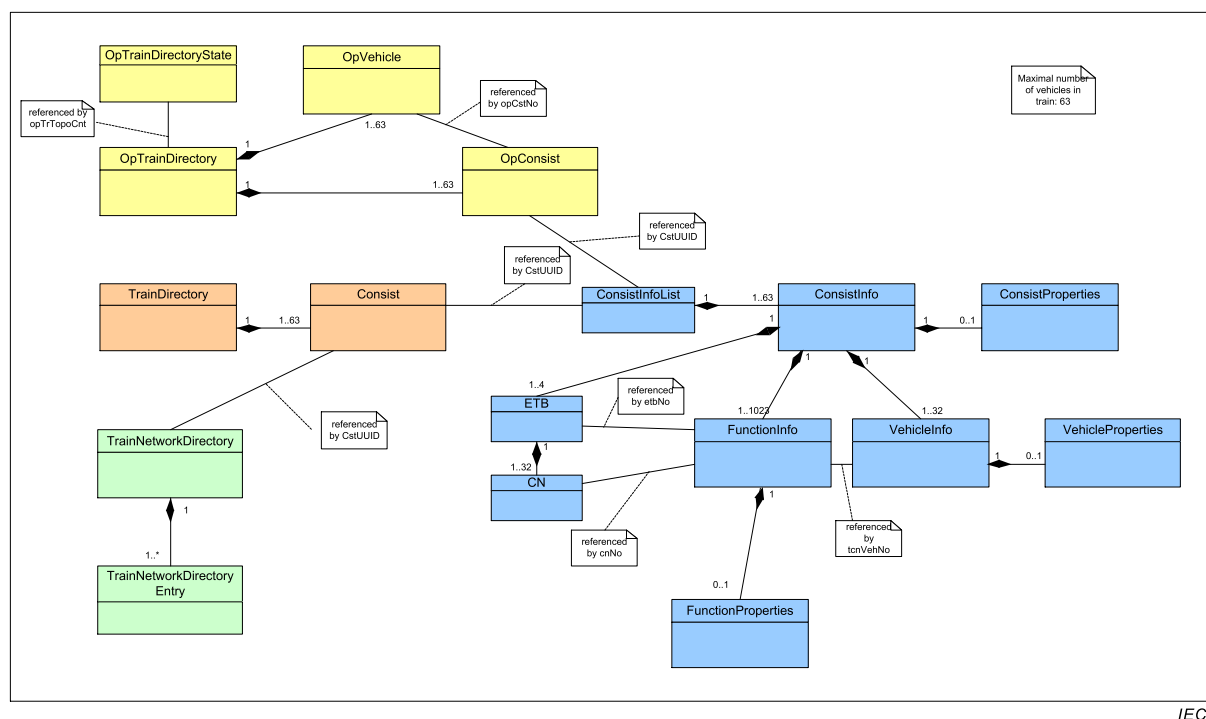 OpTrainDirectoryState
OpVehicle
Maximal number
of vehicles in
train: 63
referenced by
opTrTopoCnt
referenced
by opCstNo
1..63
1
OpTrainDirectory
OpConsist
1
1..63
referenced
by CstUUID
referenced
by CstUUID
TrainDirectory
Consist
ConsistInfoList
ConsistInfo
ConsistProperties
1
1..63
1
1..63
1
1
0..1
1
1
1..4
referenced
by etbNo
ETB
1..1023
1..32
referenced
by CstUUID
TrainNetworkDirectory
FunctionInfo
VehicleInfo
VehicleProperties
1
1..32
1
0..1
CN
1
1
referenced
by cnNo
referenced
by
tcnVehNo
1..*
TrainNetworkDirectory
Entry
0..1
FunctionProperties
IEC